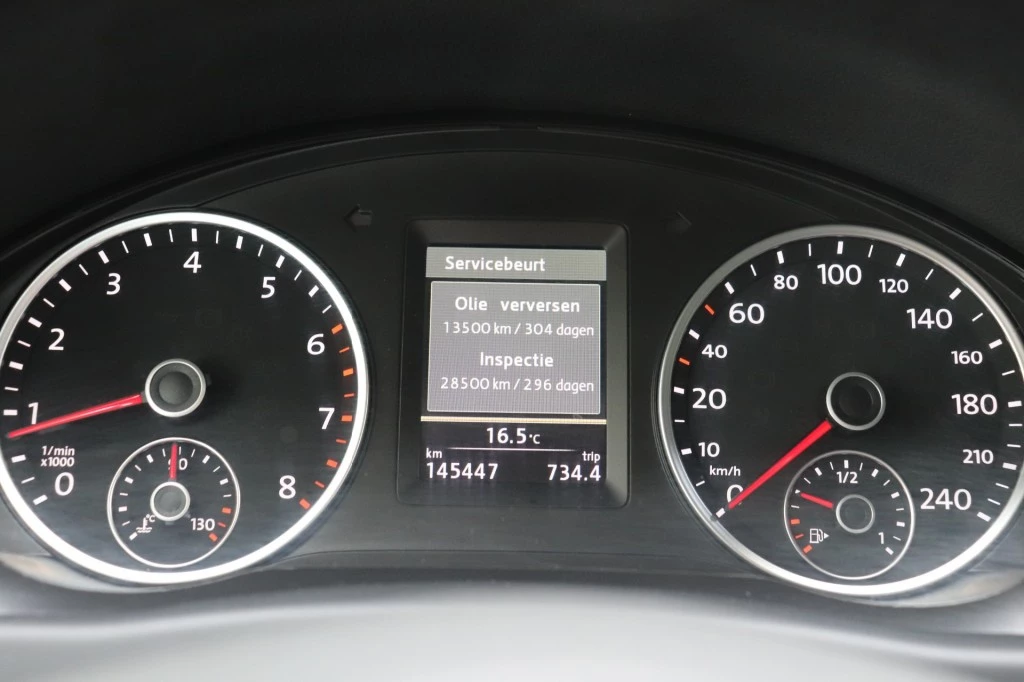 4
3
5
2
6
1
7
1/min
x1000
0
8
90
°C
130
Servicebeurt
Olie verversen
13500 km / 304 dagen
Inspectie
28500 km / 296 dagen
16.5°C
km trip
145447 734.4
100
80
120
60
140
40
160
20
180
10
210
km/h
0
240
1/2
1